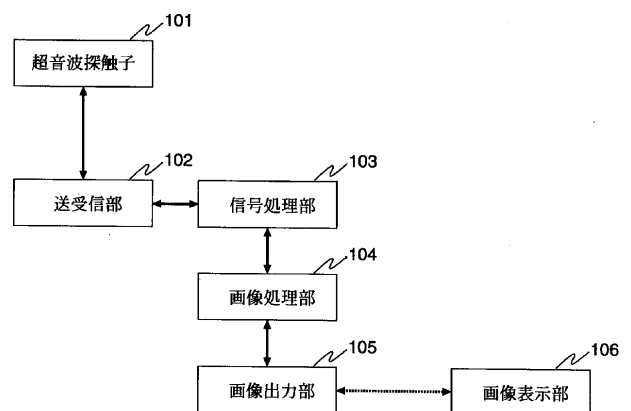 101
超音波探触子
102
送受信部
103
信号処理部
104
画像処理部
105
画像出力部
106
画像表示部